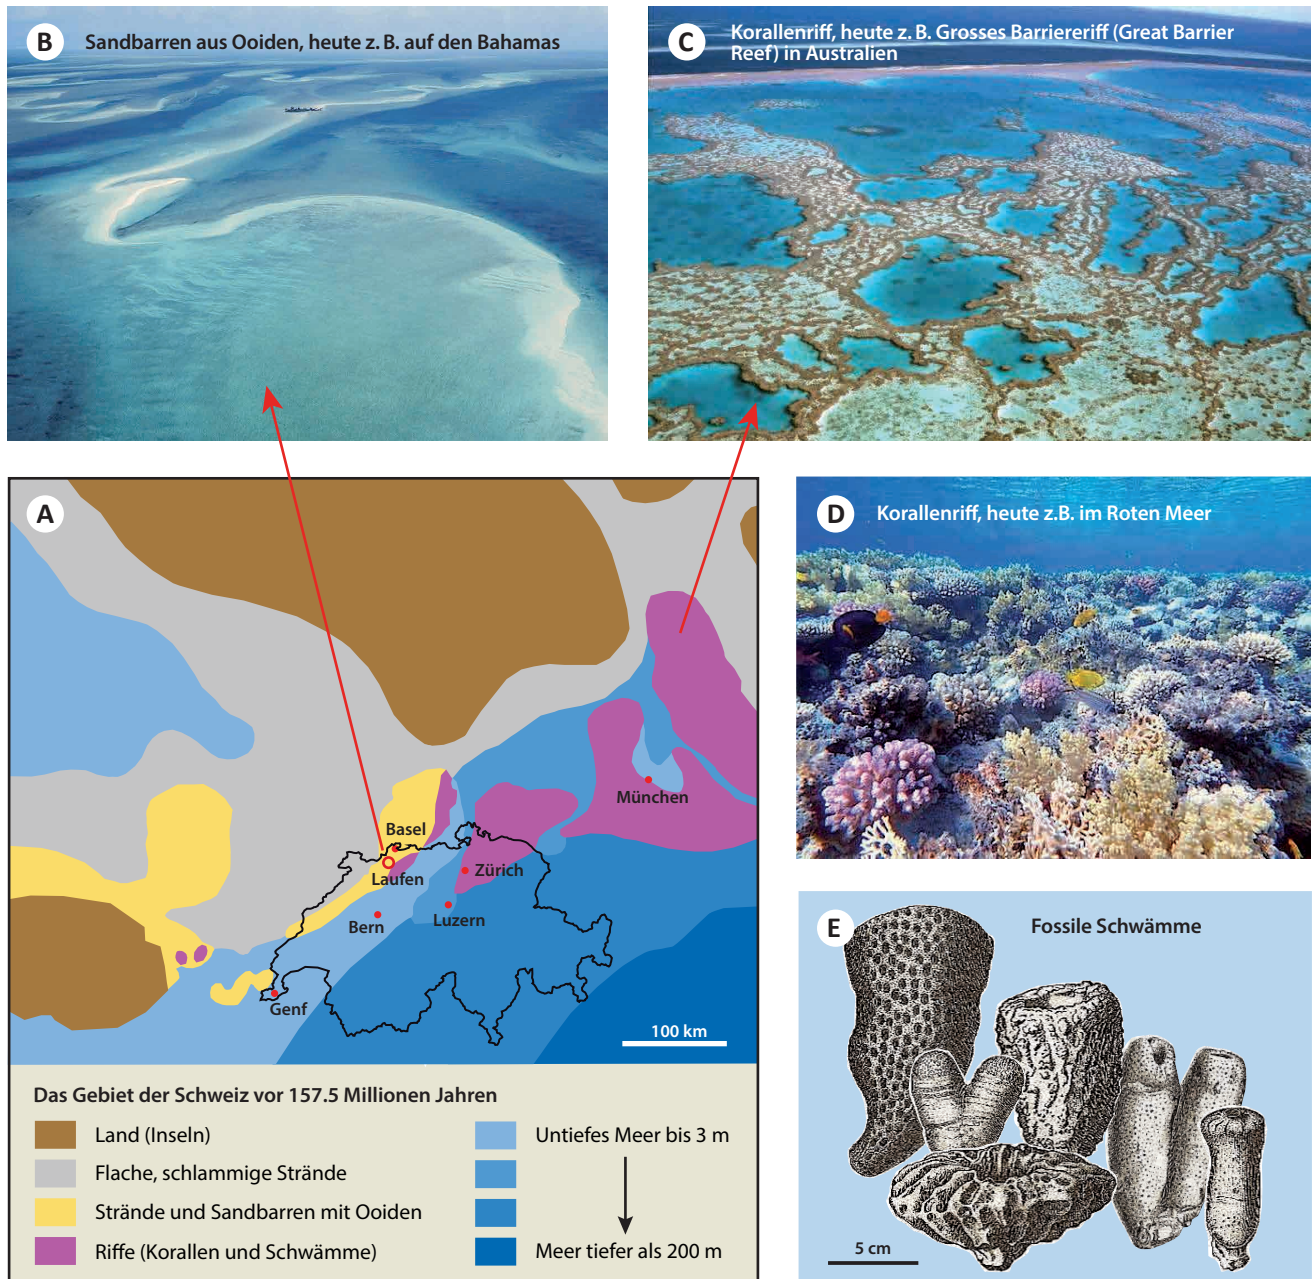 B
Sandbarren aus Ooiden, heute z. B. auf den Bahamas
C
Korallenriff, heute z. B. Grosses Barriereriff (Great Barrier
Reef) in Australien
A
Basel
Laufen
Zürich
Bern
Luzern
Genf
München
100 km
Das Gebiet der Schweiz vor 157.5 Millionen Jahren
Land (Inseln)
Flache, schlammige Strände
Strände und Sandbarren mit Ooiden
Riffe (Korallen und Schwämme)
Untiefes Meer bis 3 m
Meer tiefer als 200 m
D
Korallenriff, heute z.B. im Roten Meer
E
Fossile Schwämme
5 cm